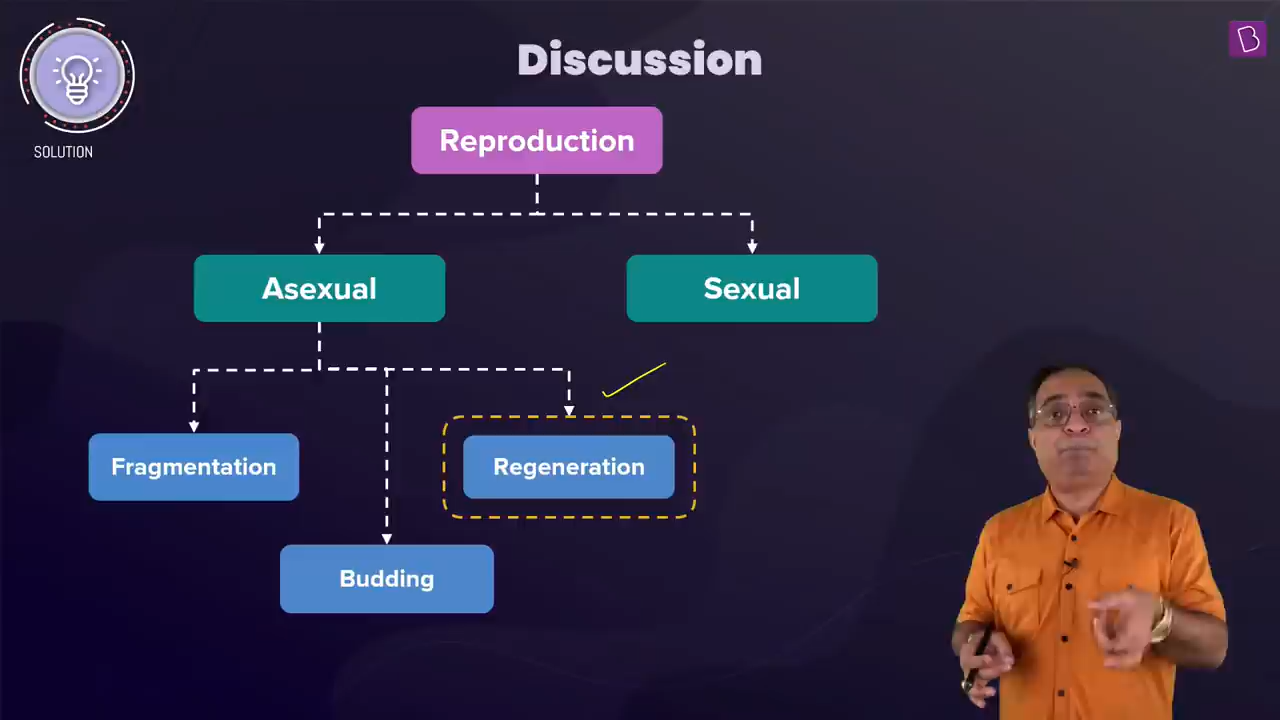 Discussion
SOLUTION
Reproduction
Asexual
Sexual
Fragmentation
Regeneration
Budding